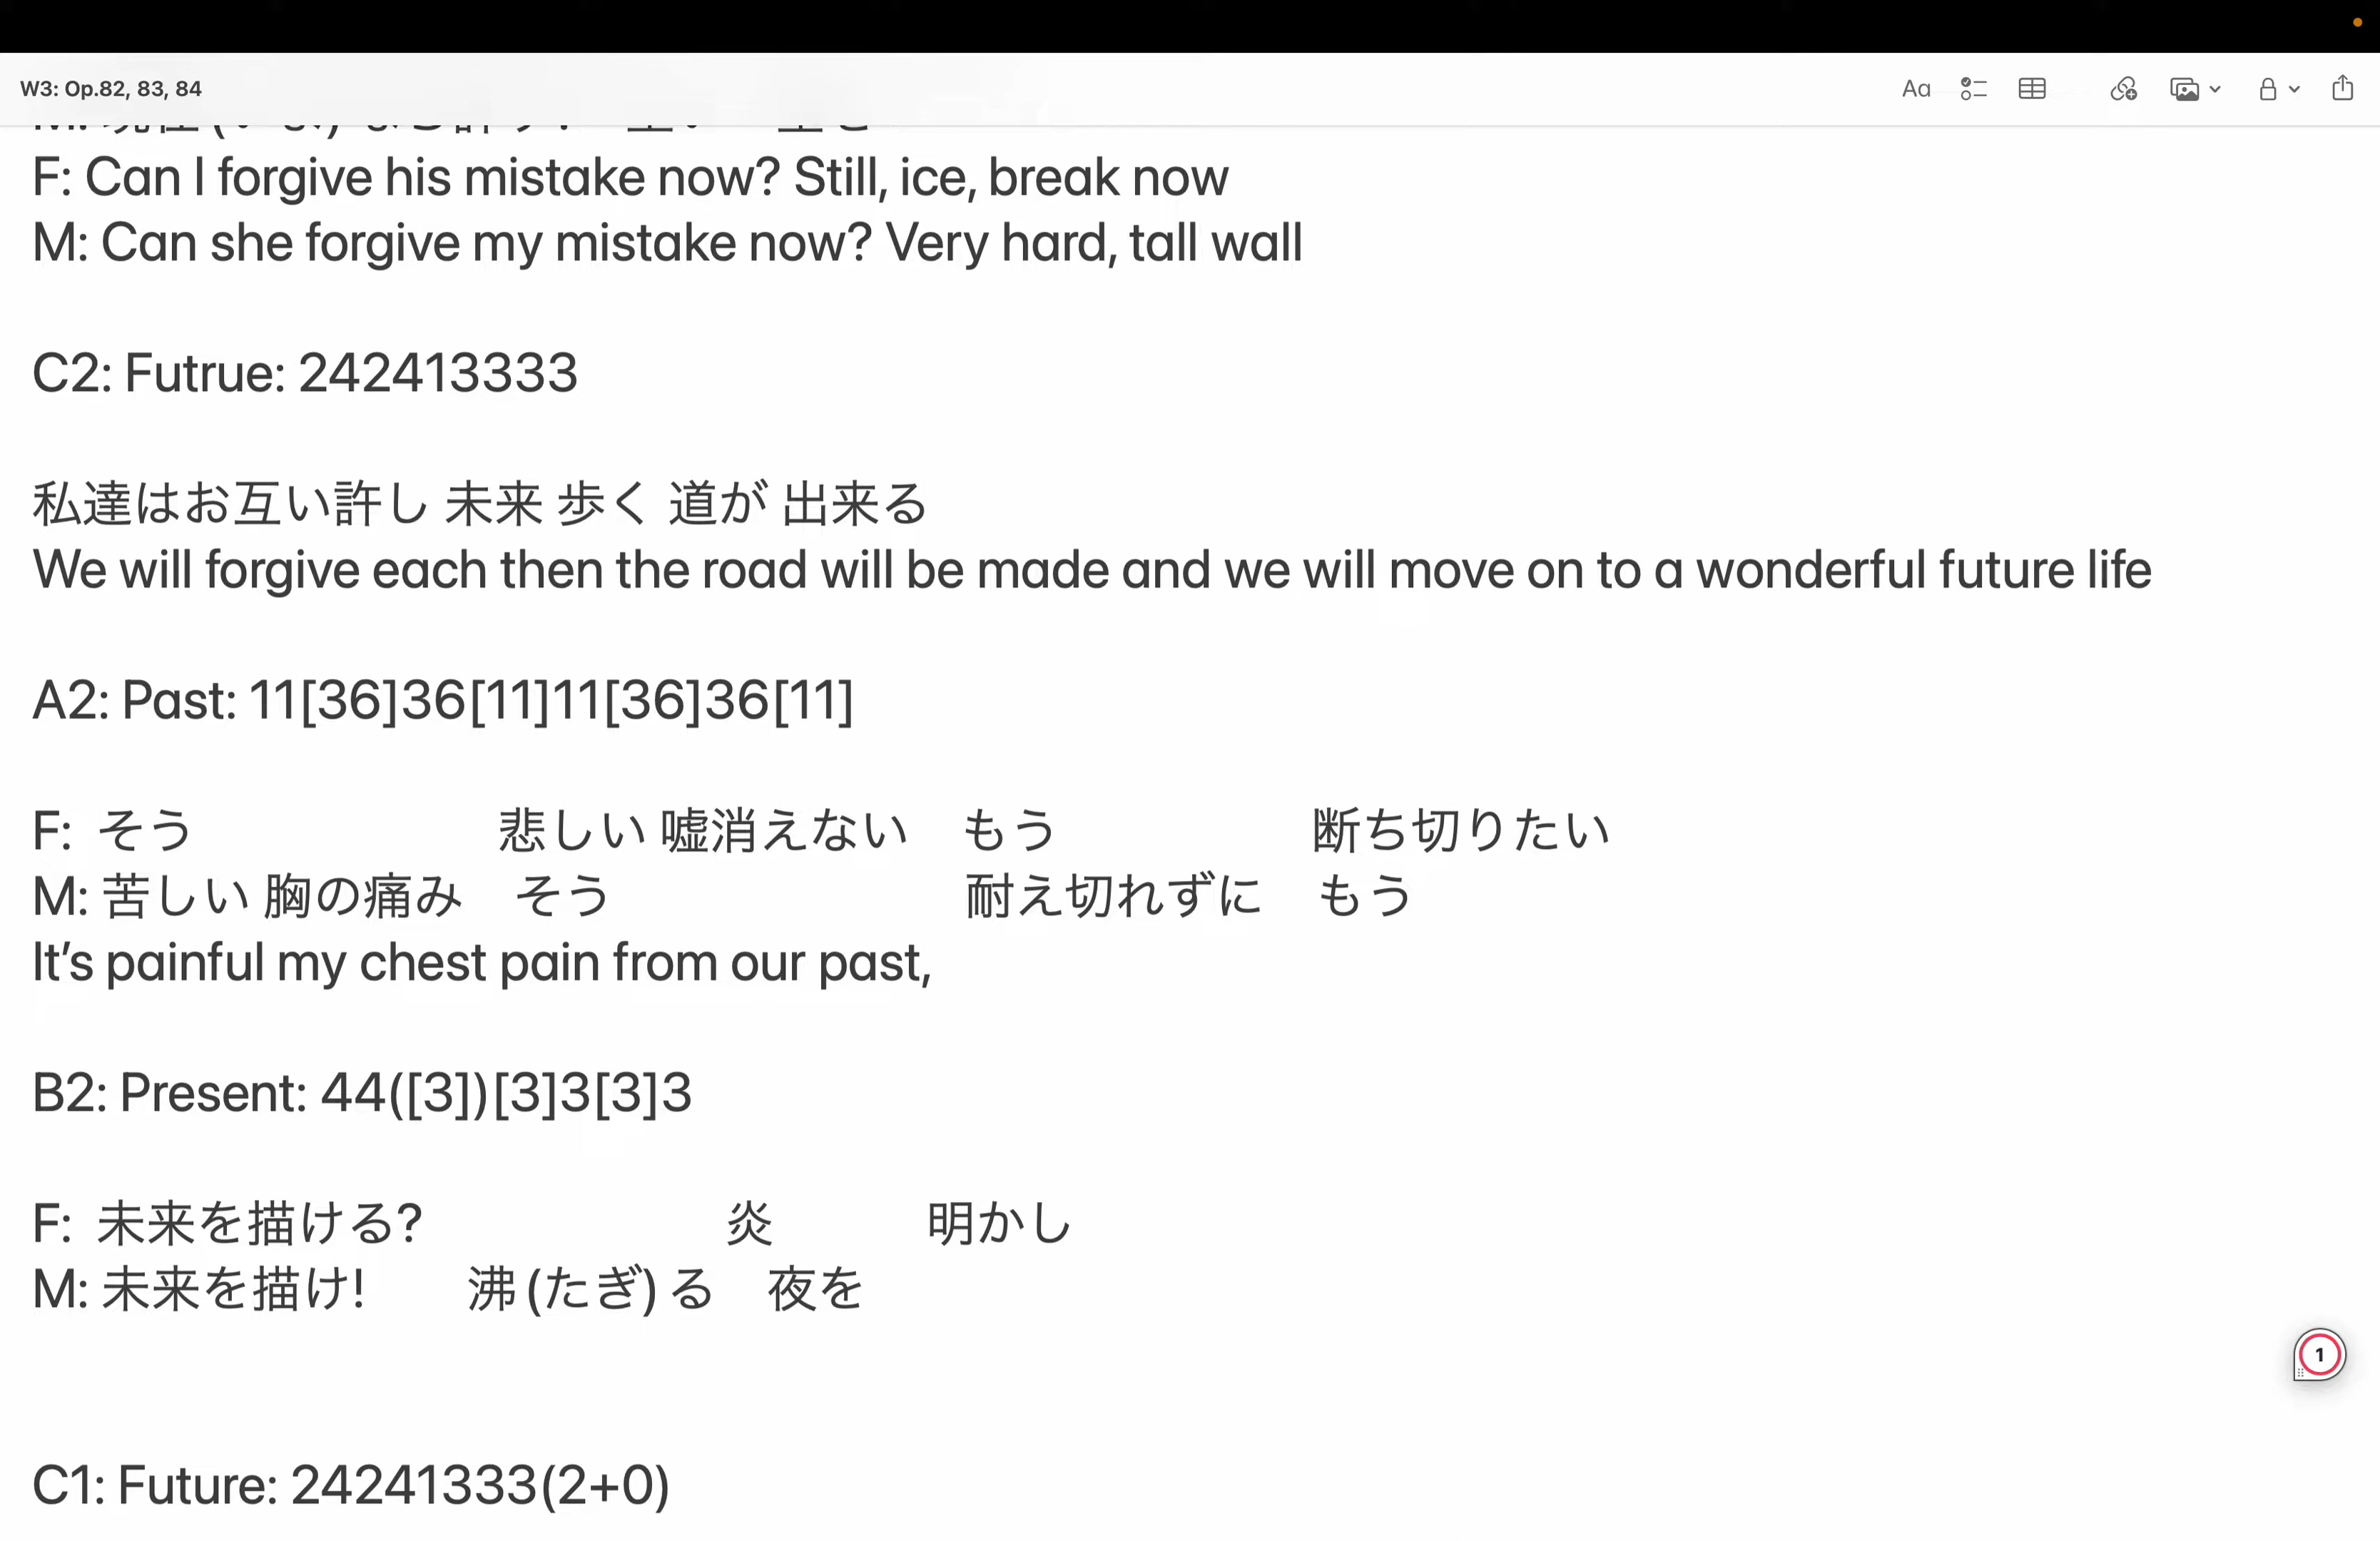 W3: Op.82, 83, 84
Aa
F: Can I forgive his mistake now? Still, ice, break now
M: Can she forgive my mistake now? Very hard, tall wall
C2: Futrue: 242413333
私達はお互い許し 未来 歩く 道が 出来る
We will forgive each then the road will be made and we will move on to a wonderful future life
A2: Past: 11[36]36[11]11[36]36[11]
F: そう 悲しい 嘘消えない もう 断ち切りたい
M: 苦しい 胸の痛み そう 耐え切れずに もう
It's painful my chest pain from our past,
B2: Present: 44([3])[3]3[3]3
F: 未来を描ける? 炎 明かし
M: 未来を描け! 沸(たぎ)る 夜を
1
C1: Future: 24241333(2+0)